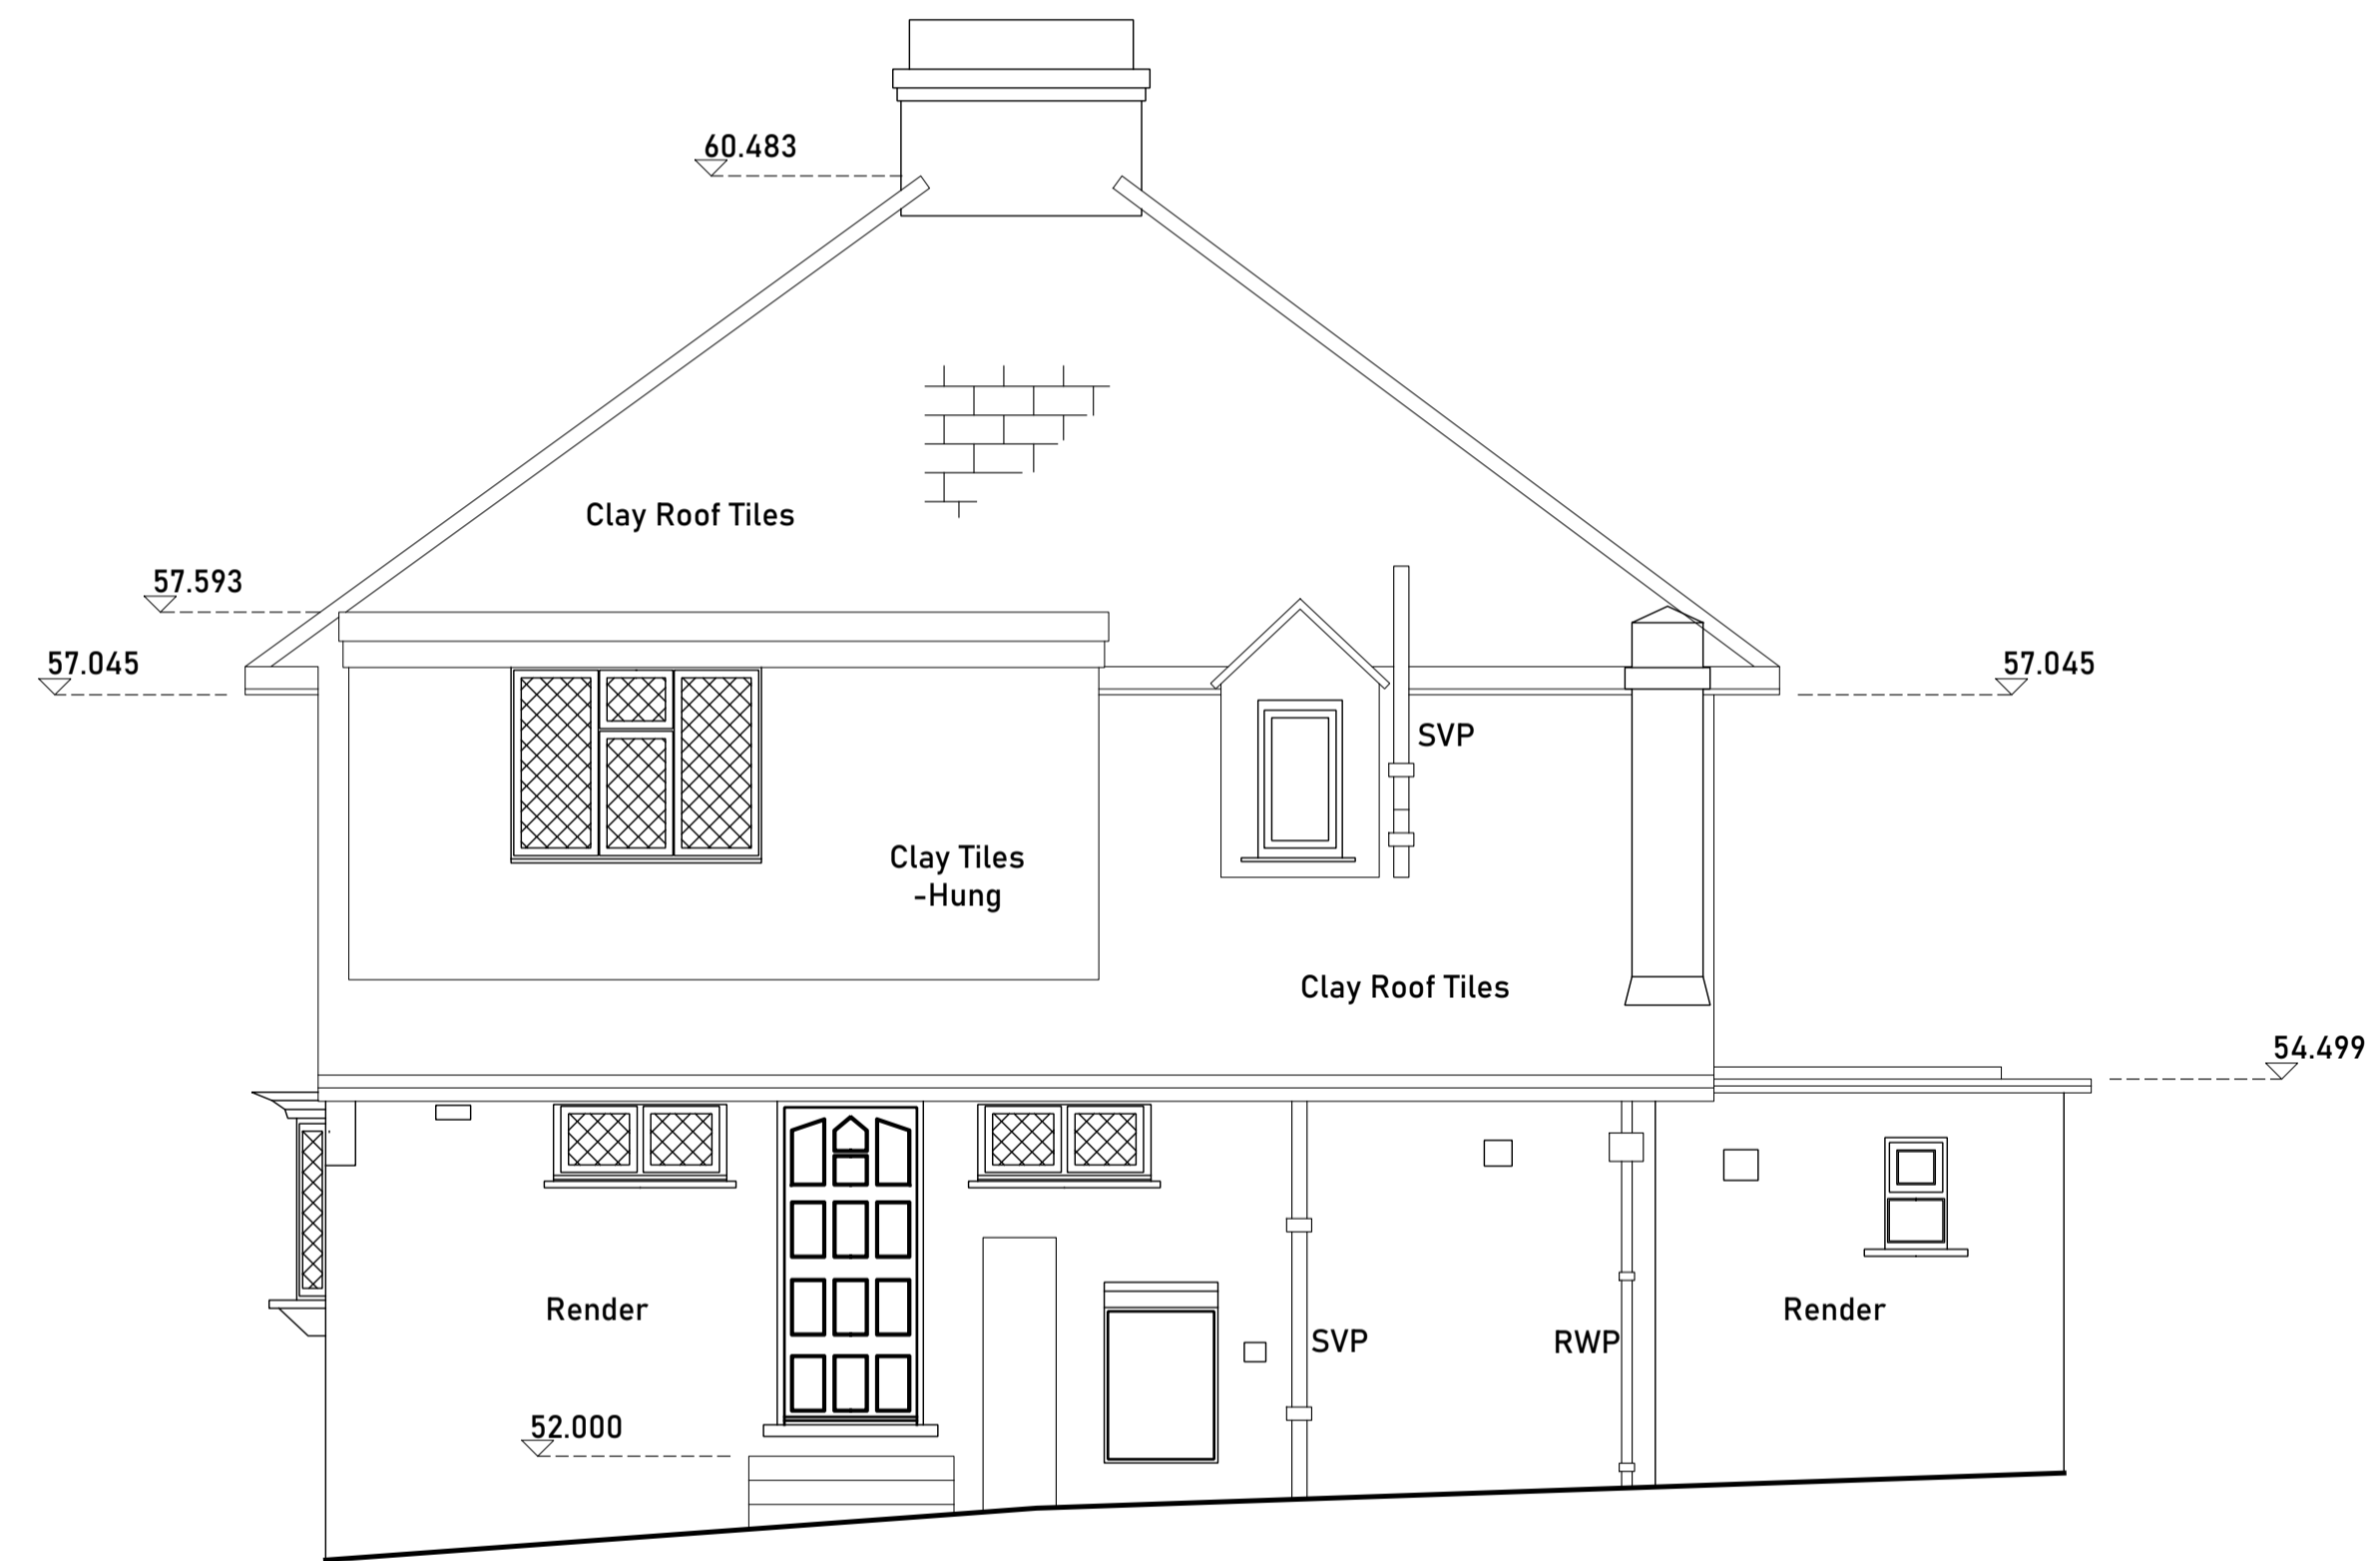 60.483
Clay Roof Tiles
57.593
57.045
57.045
SVP
Clay Tiles
-Hung
Clay Roof Tiles
54.499
Render
Render
SVP
RWP
52.000